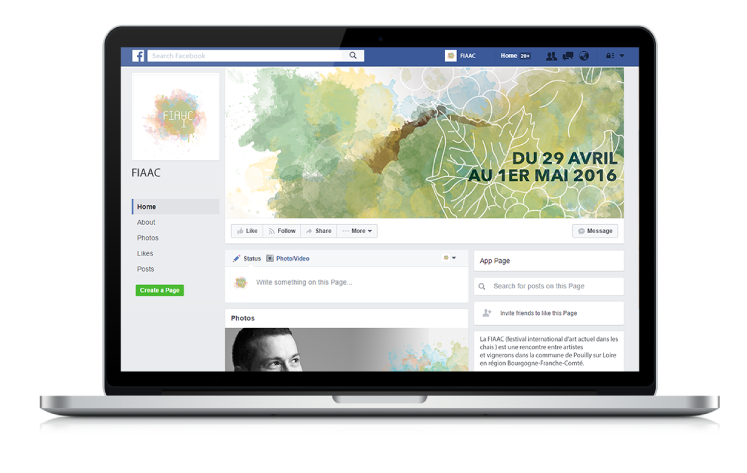 Search Facebook
FIAAC
Home 20+
FIAAC
FIAAC
DU 29 AVRIL
AU 1ER MAI 2016
Home
About
Photos
Likes
Posts
Create a Page
Like
Follow
Share
··· More
Message
Status
Photo/Video
Write something on this Page...
Photos
App Page
Search for posts on this Page
Invite friends to like this Page
La FIAAC (festival international d'art actuel dans les
chais ) est une rencontre entre artistes
et vignerons dans la commune de Pouilly sur Loire
en région Bouegogne-Franche-Comté.